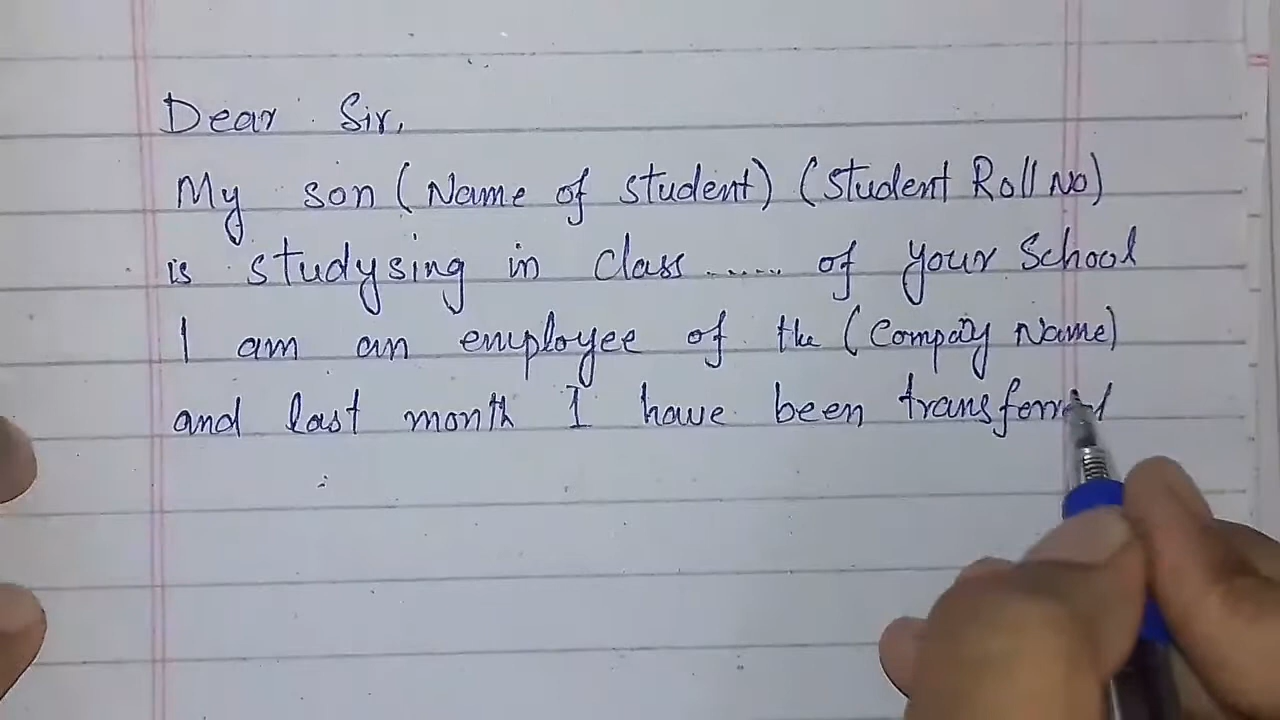 Dear Sir,
My son (Name of student) (Student Roll No)
is studysing in class ...... of your School
I am an employee of the (Compay Name)
and last month I have been transferred